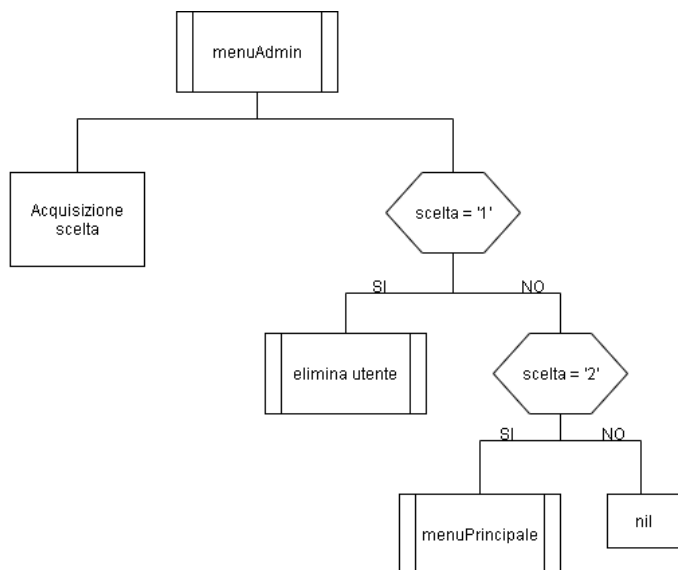 menuAdmin
Acquisizione
scelta
scelta = '1'
SI
NO
elimina utente
scelta = '2'
SI
NO
menuPrincipale
nil